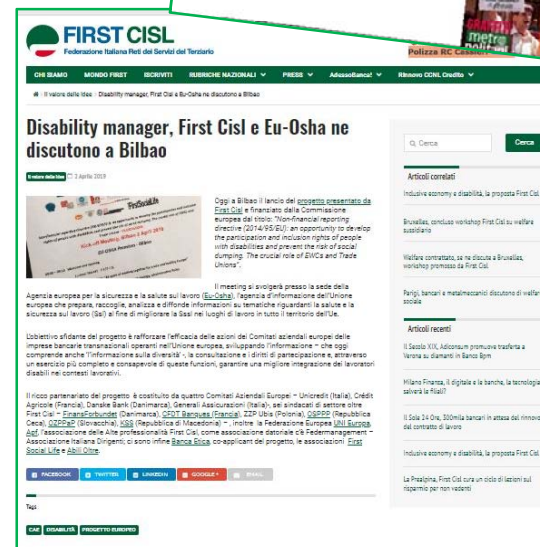 GRAFFITI
metro
FIRST CISL
Federazione Italiana Reti dei Servizi del Terziario
Polizza RC
CHI SIAMO MONDO FIRST ISCRIVITI RUBRICHE NAZIONALI PRESS AdessoBanca! Rinnovo CCNL Credito
Il valore delle idee Disability manager, First Cisl e Eu-Osha ne discutono a Bilbao
Disability manager, First Cisl e Eu-Osha ne
discutono a Bilbao
Il valore delle idee 2 Aprile 2019
Oggi a Bilbao il lancio del progetto presentato da
First Cisl e finanziato dalla Commissione
europea dal titolo: "Non-financial reporting
directive (2014/95/EU): an opportunity to develop
the participation and inclusion rights of people
with disabilities and prevent the risk of social
dumping. The crucial role of EWCs and Trade
Unions".
Il meeting si svolgerà presso la sede della
Agenzia europea per la sicurezza e la salute sul lavoro (Eu-Osha), l'agenzia d'informazione dell'Unione
europea che prepara, raccoglie, analizza e diffonde informazioni su tematiche riguardanti la salute e la
sicurezza sul lavoro (Ssl) al fine di migliorare la Sssl nei luoghi di lavoro in tutto il territorio dell'Ue.
L'obiettivo sfidante del progetto è rafforzare l'efficacia delle azioni dei Comitati aziendali europei delle
imprese bancarie transnazionali operanti nell'Unione europea, sviluppando l'informazione – che oggi
comprende anche "l'informazione sulla diversità" -, la consultazione e i diritti di partecipazione e, attraverso
un esercizio più completo e consapevole di queste funzioni, garantire una migliore integrazione dei lavoratori
disabili nei contesti lavorativi.
Il ricco partenariato del progetto è costituito da quattro Comitati Aziendali Europei – Unicredit (Italia), Crédit
Agricole (Francia), Danske Bank (Danimarca), Generali Assicurazioni (Italia)-, sei sindacati di settore oltre
First Cisl – FinansForbundet (Danimarca), CFDT Banques (Francia), ZZP Ubis (Polonia), OSPPP (Repubblica
Ceca), OZPPaP (Slovacchia), KSS (Repubblica di Macedonia) – , inoltre la Federazione Europea UNI Europa,
Apf, l'associazione delle Alte professionalità First Cisl, come associazione datoriale c'è Federmanagement –
Associazione Italiana Dirigenti; ci sono infine Banca Etica, co-applicant del progetto, le associazioni First
Social Life e Abili Oltre.
FACEBOOK TWITTER LINKEDIN GOOGLE + EMAIL
Tags
CAE DISABILITÀ PROGETTO EUROPEO
Cerca Cerca
Articoli correlati
Inclusive economy e disabilità, la proposta First Cisl
Bruxelles, concluso workshop First Cisl su welfare
sussidiario
Welfare contrattato, se ne discute a Bruxelles,
workshop promosso da First Cisl
Parigi, bancari e metalmeccanici discutono di welfare
sociale
Articoli recenti
Il Secolo XIX, Adiconsum promuove trasferta a
Verona su diamanti in Banco Bpm
Milano Finanza, il digitale e le banche, la tecnologia
salverà le filiali?
Il Sole 24 Ore, 300mila bancari in attesa del rinnovo
del contratto di lavoro
Inclusive economy e disabilità, la proposta First Cisl
La Prealpina, First Cisl cura un ciclo di lezioni sul
risparmio per non vedenti